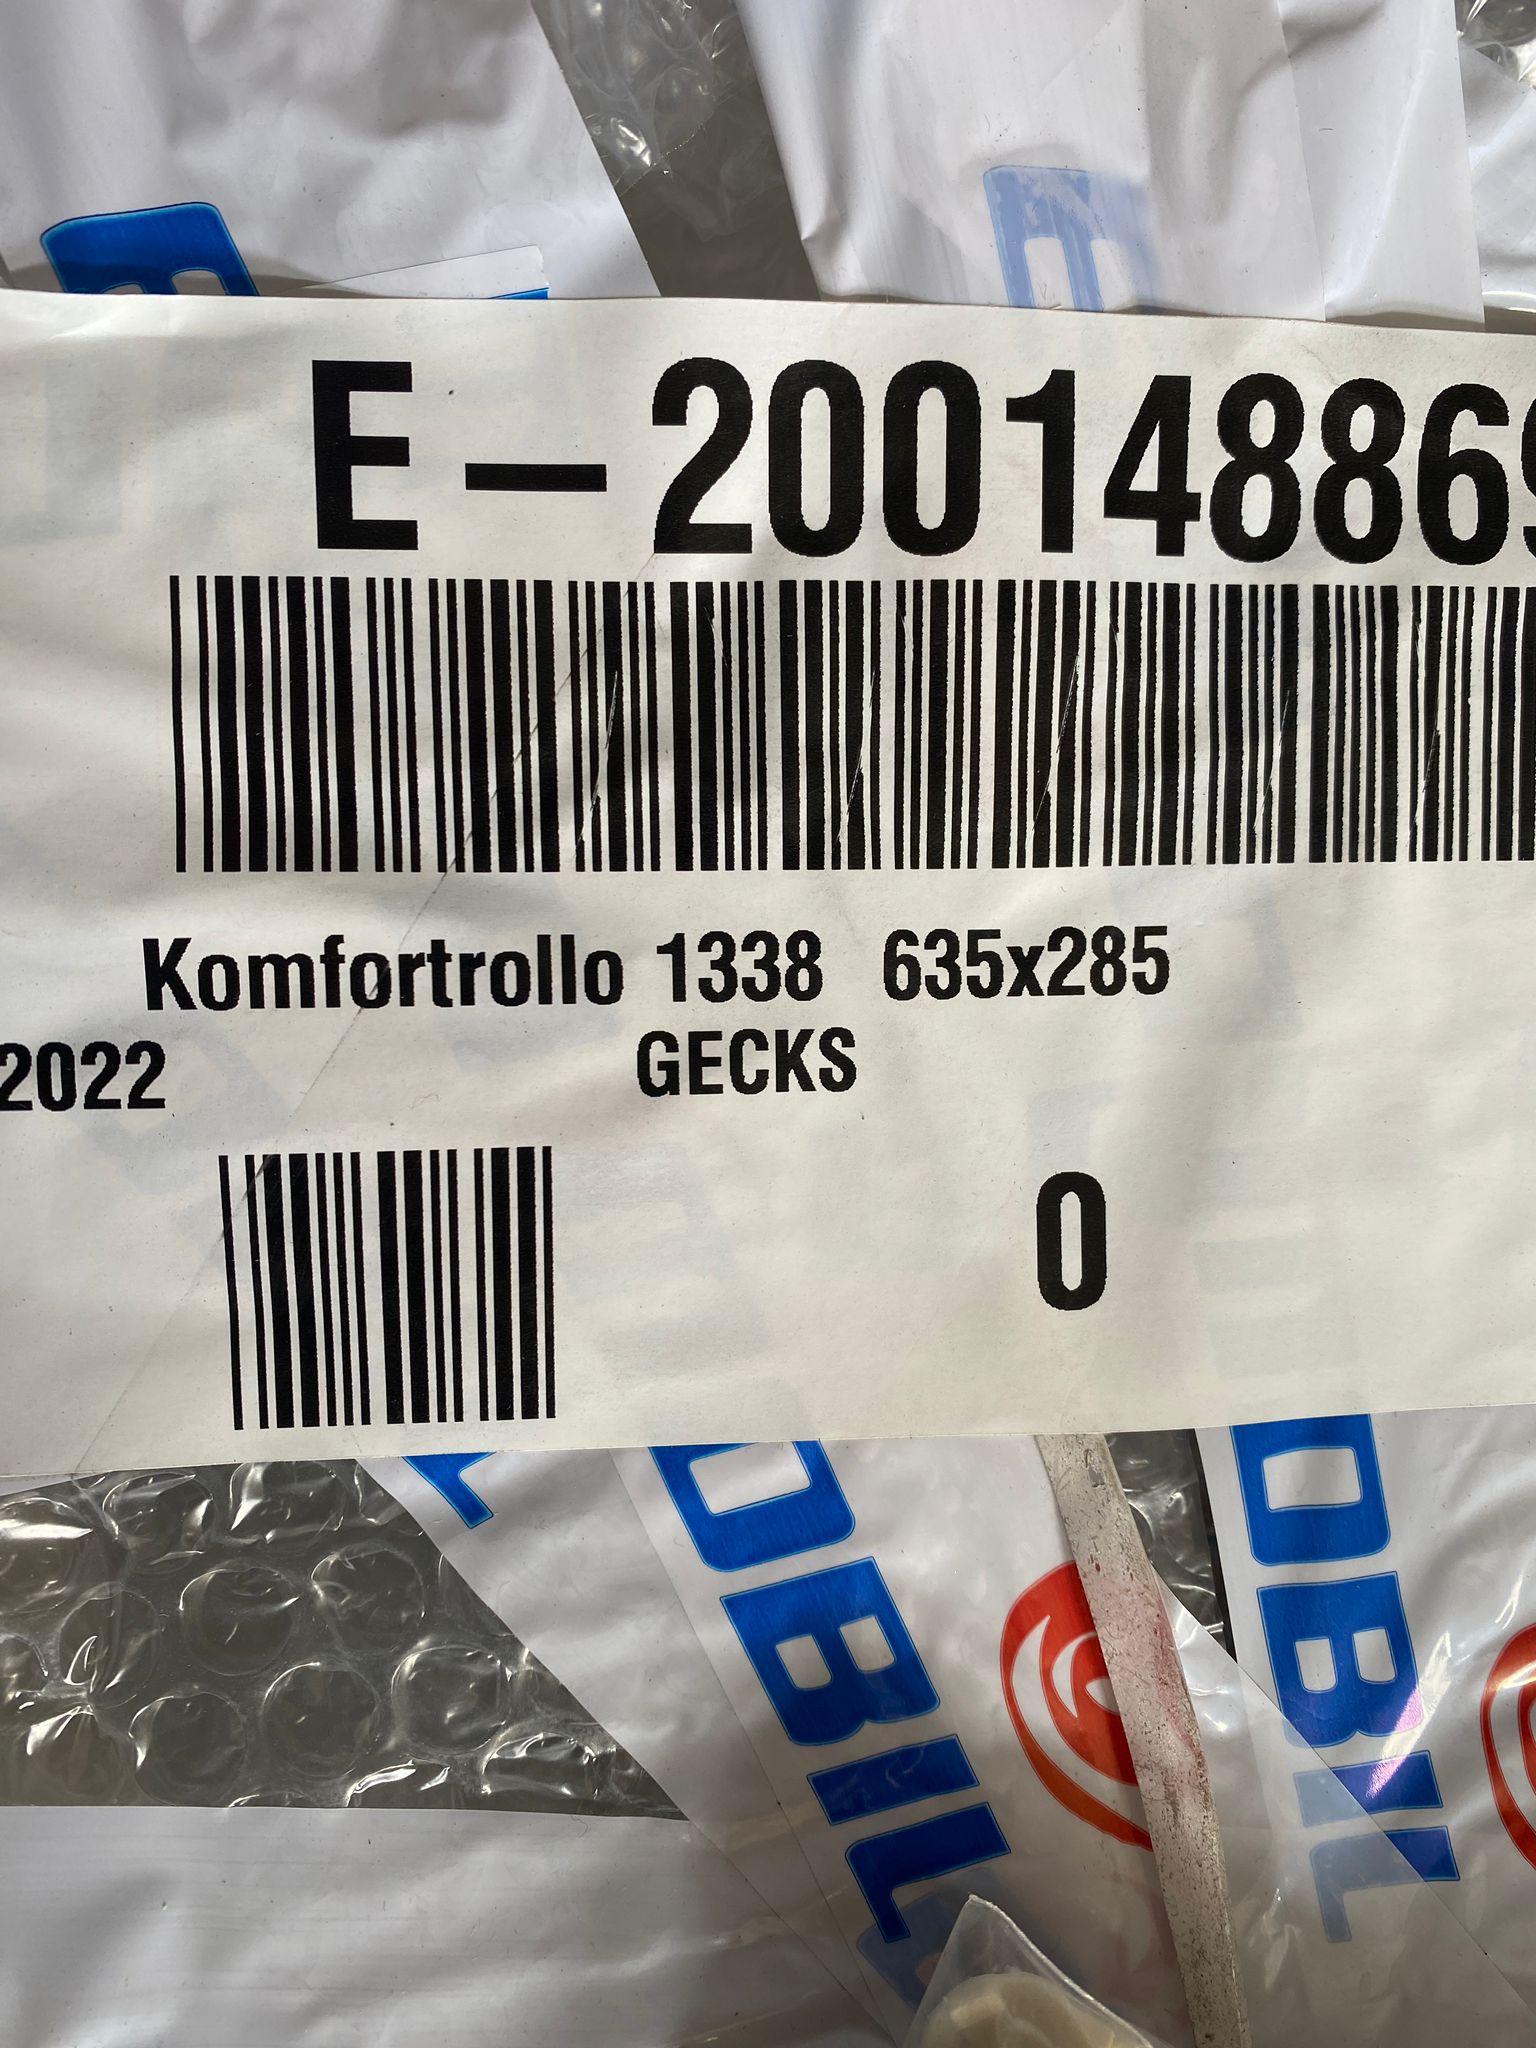 E-20014886
Komfortrollo 1338 635x285
2022 GECKS
0
OBIL
OBIL